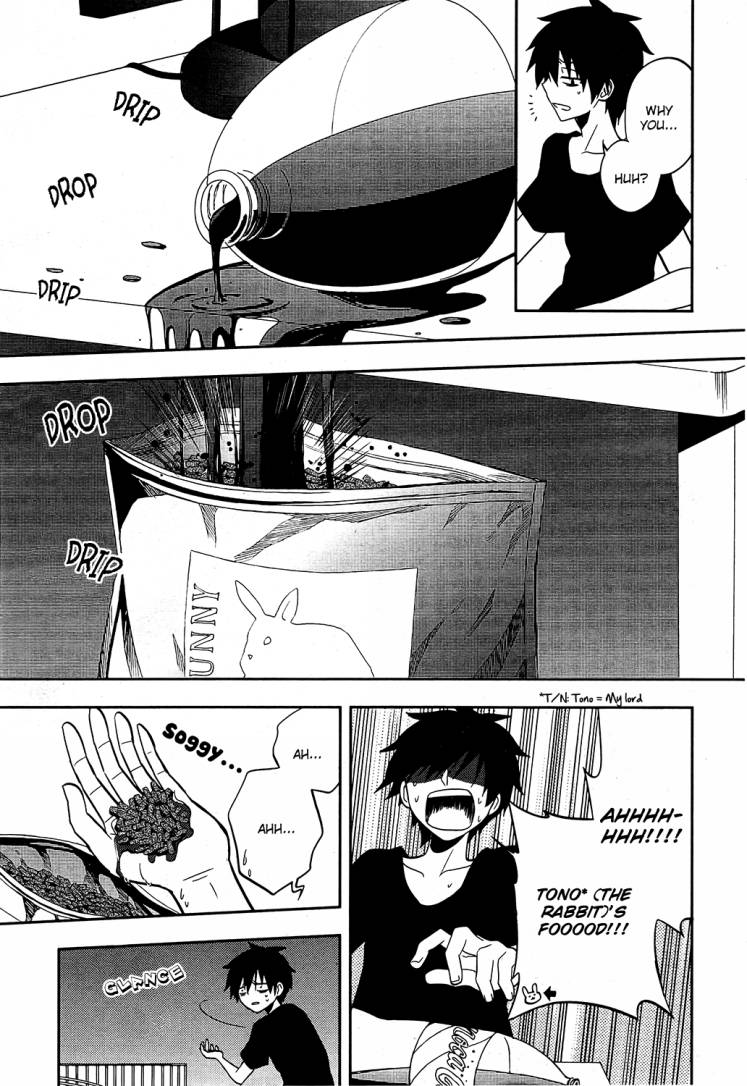 WHY
YOU...
HUH?
DRIP
DROP
DRIP
DROP
DRIP
UNNY
*T/N: Tono = My lord
AHHHH-
HHH!!!!
TONO* (THE
RABBIT)'S
FOOOOD!!!
Soggy...
AH...
AHH...
GLANCE